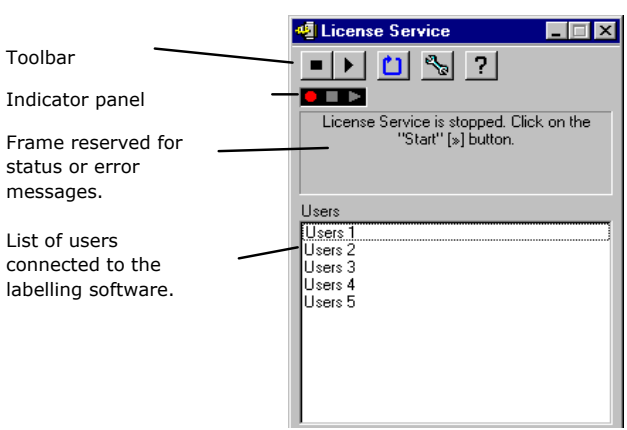 License Service
Toolbar
?
Indicator panel
License Service is stopped. Click on the
"Start" [»] button.
Frame reserved for
status or error
messages.
Users
Users 1
Users 2
Users 3
Users 4
Users 5
List of users
connected to the
labelling software.